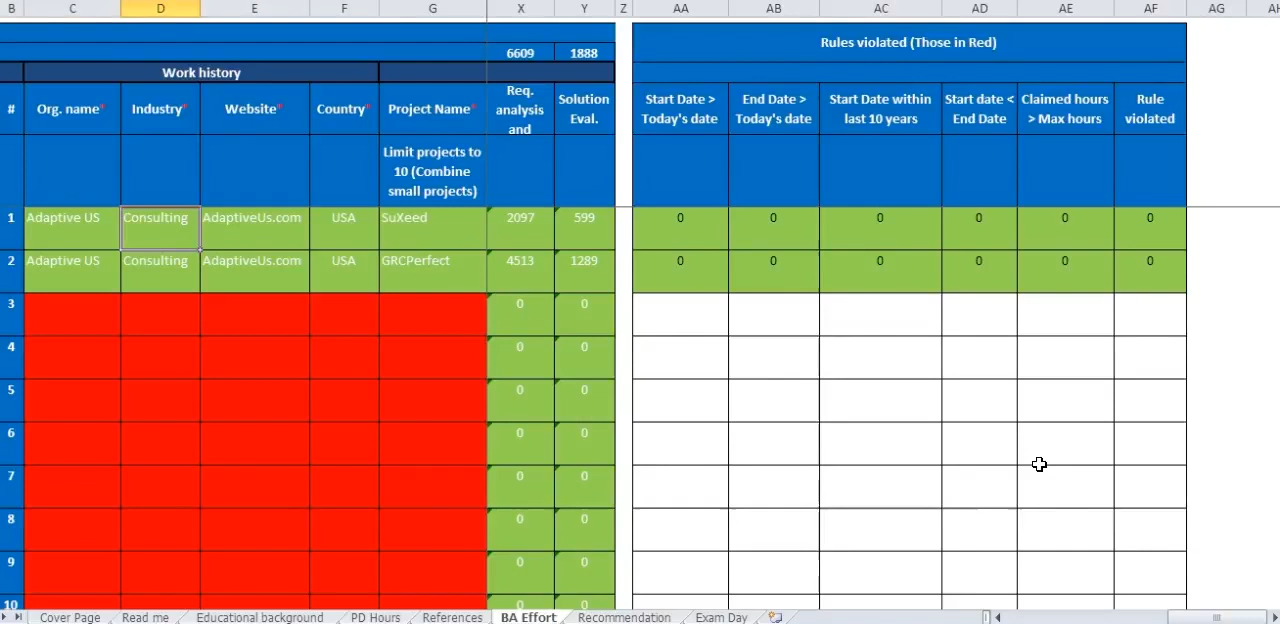 B C D E F G X Y Z AA AB AC AD AE AF AG AH
Rules violated (Those in Red)
6609 1888
Work history
# Org. name* Industry* Website* Country* Project Name* Req. analysis and Solution Eval. Start Date > Today's date End Date > Today's date Start Date within last 10 years Start date < End Date Claimed hours > Max hours Rule violated
Limit projects to
10 (Combine
small projects)
1 Adaptive US Consulting AdaptiveUs.com USA SuXeed 2097 599 0 0 0 0 0 0
2 Adaptive US Consulting AdaptiveUs.com USA GRCPerfect 4513 1289 0 0 0 0 0 0
3 0 0
4 0 0
5 0 0
6 0 0
7 0 0
8 0 0
9 0 0
10 0 0
Cover Page Read me Educational background PD Hours References BA Effort Recommendation Exam Day